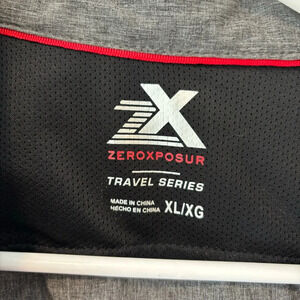 ZX
ZEROXPOSUR
TRAVEL SERIES
MADE IN CHINA
HECHO EN CHINA XL/XG